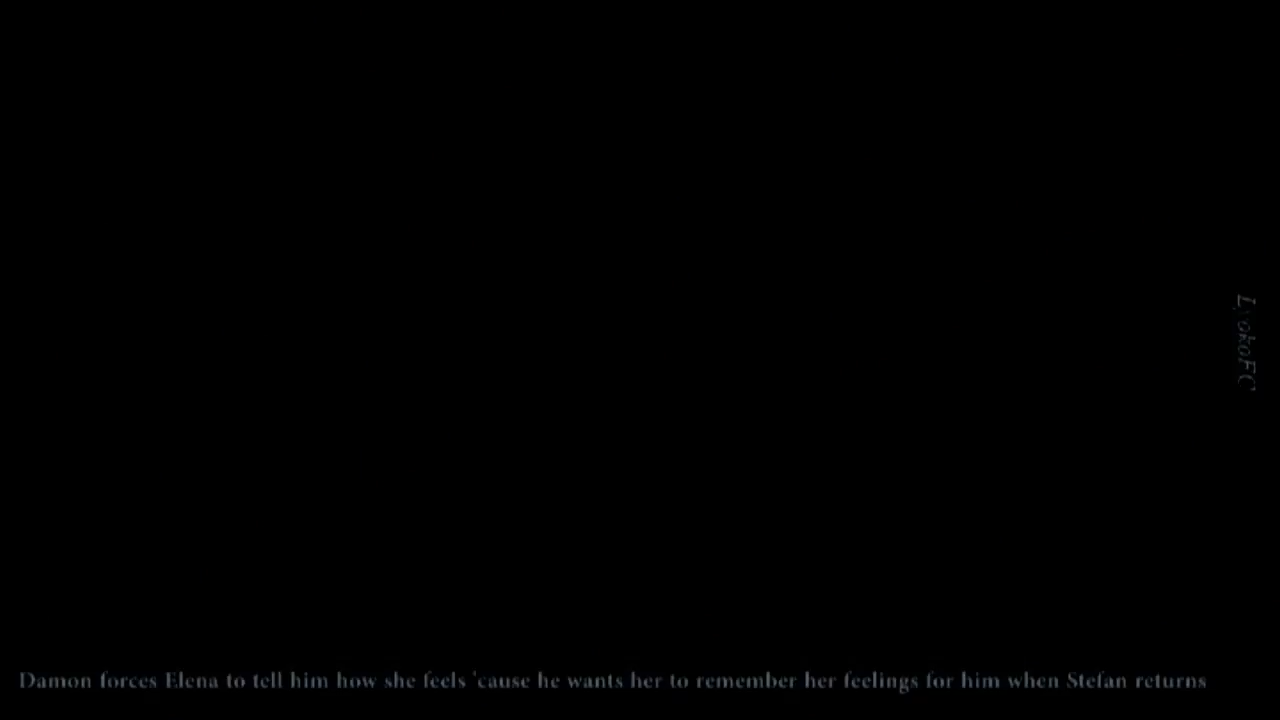 LyokoFC
Damon forces Elena to tell him how she feels 'cause he wants her to remember her feelings for him when Stefan returns